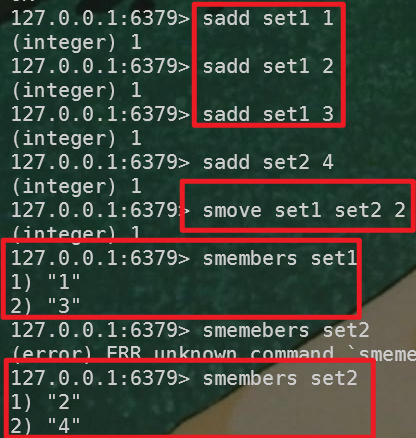 127.0.0.1:6379> sadd set1 1
(integer) 1
127.0.0.1:6379> sadd set1 2
(integer) 1
127.0.0.1:6379> sadd set1 3
(integer) 1
127.0.0.1:6379> sadd set2 4
(integer) 1
127.0.0.1:6379> smove set1 set2 2
(integer) 1
127.0.0.1:6379> smembers set1
1) "1"
2) "3"
127.0.0.1:6379> smemebers set2
(error) ERR unknown command `smeme
127.0.0.1:6379> smembers set2
1) "2"
2) "4"